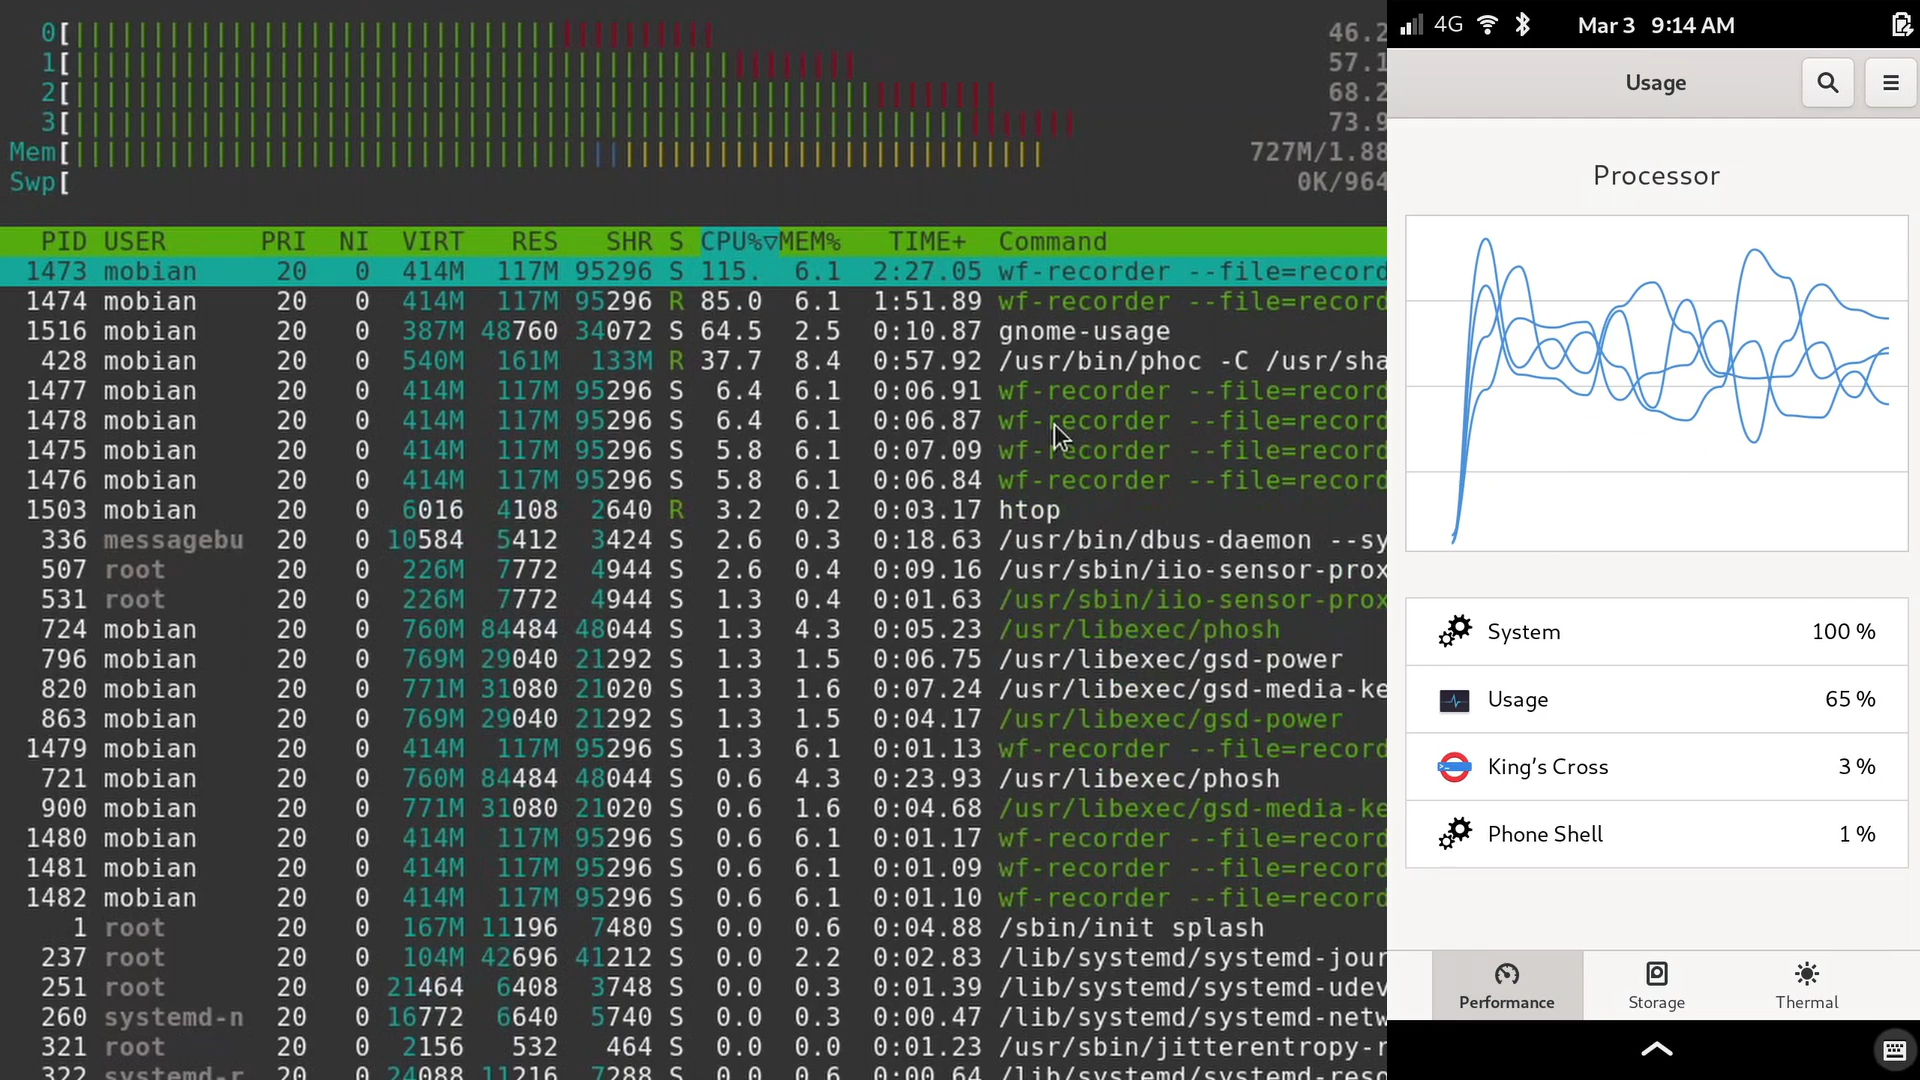 0[ 46.2
1[ 57.1
2[ 68.2
3[ 73.9
Mem[ 727M/1.88
Swp[ 0K/964
PID USER PRI NI VIRT RES SHR S CPU%▽MEM% TIME+ Command
1473 mobian 20 0 414M 117M 95296 S 115. 6.1 2:27.05 wf-recorder --file=record
1474 mobian 20 0 414M 117M 95296 R 85.0 6.1 1:51.89 wf-recorder --file=record
1516 mobian 20 0 387M 48760 34072 S 64.5 2.5 0:10.87 gnome-usage
428 mobian 20 0 540M 161M 133M R 37.7 8.4 0:57.92 /usr/bin/phoc -C /usr/sha
1477 mobian 20 0 414M 117M 95296 S 6.4 6.1 0:06.91 wf-recorder --file=record
1478 mobian 20 0 414M 117M 95296 S 6.4 6.1 0:06.87 wf-recorder --file=record
1475 mobian 20 0 414M 117M 95296 S 5.8 6.1 0:07.09 wf-recorder --file=record
1476 mobian 20 0 414M 117M 95296 S 5.8 6.1 0:06.84 wf-recorder --file=record
1503 mobian 20 0 6016 4108 2640 R 3.2 0.2 0:03.17 htop
336 messagebu 20 0 10584 5412 3424 S 2.6 0.3 0:18.63 /usr/bin/dbus-daemon --sy
507 root 20 0 226M 7772 4944 S 2.6 0.4 0:09.16 /usr/sbin/iio-sensor-prox
531 root 20 0 226M 7772 4944 S 1.3 0.4 0:01.63 /usr/sbin/iio-sensor-prox
724 mobian 20 0 760M 84484 48044 S 1.3 4.3 0:05.23 /usr/libexec/phosh
796 mobian 20 0 769M 29040 21292 S 1.3 1.5 0:06.75 /usr/libexec/gsd-power
820 mobian 20 0 771M 31080 21020 S 1.3 1.6 0:07.24 /usr/libexec/gsd-media-ke
863 mobian 20 0 769M 29040 21292 S 1.3 1.5 0:04.17 /usr/libexec/gsd-power
1479 mobian 20 0 414M 117M 95296 S 1.3 6.1 0:01.13 wf-recorder --file=record
721 mobian 20 0 760M 84484 48044 S 0.6 4.3 0:23.93 /usr/libexec/phosh
900 mobian 20 0 771M 31080 21020 S 0.6 1.6 0:04.68 /usr/libexec/gsd-media-ke
1480 mobian 20 0 414M 117M 95296 S 0.6 6.1 0:01.17 wf-recorder --file=record
1481 mobian 20 0 414M 117M 95296 S 0.6 6.1 0:01.09 wf-recorder --file=record
1482 mobian 20 0 414M 117M 95296 S 0.6 6.1 0:01.10 wf-recorder --file=record
1 root 20 0 167M 11196 7480 S 0.0 0.6 0:04.88 /sbin/init splash
237 root 20 0 104M 42696 41212 S 0.0 2.2 0:02.83 /lib/systemd/systemd-jour
251 root 20 0 21464 6408 3748 S 0.0 0.3 0:01.39 /lib/systemd/systemd-udev
260 systemd-n 20 0 16772 6640 5740 S 0.0 0.3 0:00.47 /lib/systemd/systemd-netw
321 root 20 0 2156 532 464 S 0.0 0.0 0:01.23 /usr/sbin/jitterentropy-r
322 systemd-r 20 0 24088 11216 7288 S 0.0 0.6 0:00.64 /lib/systemd/systemd-reso
4G Mar 3 9:14 AM
Usage
Processor
System 100 %
Usage 65 %
King's Cross 3 %
Phone Shell 1 %
Performance Storage Thermal